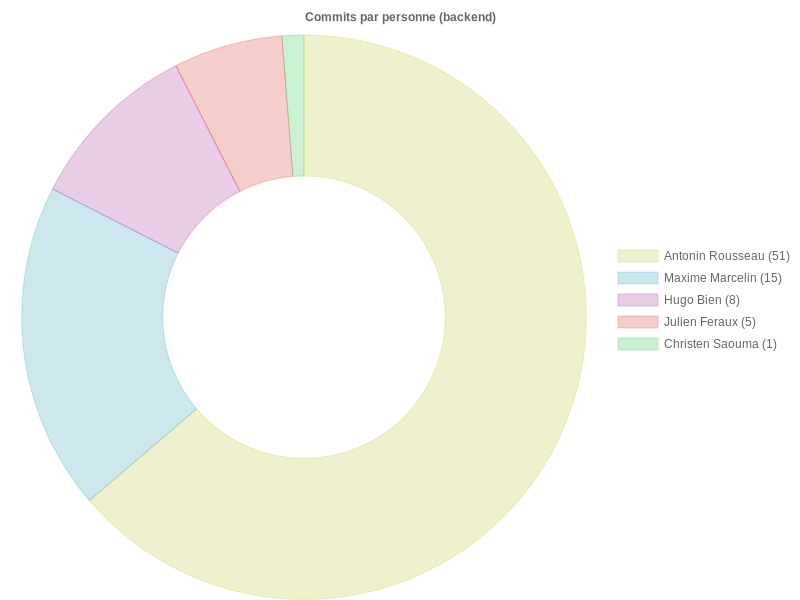 Commits par personne (backend)
Antonin Rousseau (51)
Maxime Marcelin (15)
Hugo Bien (8)
Julien Feraux (5)
Christen Saouma (1)